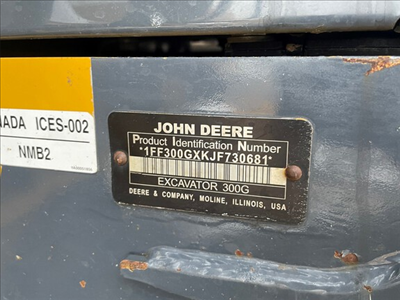 NADA ICES-002
NMB2
JOHN DEERE
Product Identification Number
*1FF300GXKJF730681*
EXCAVATOR 300G
DEERE & COMPANY, MOLINE, ILLINOIS, USA